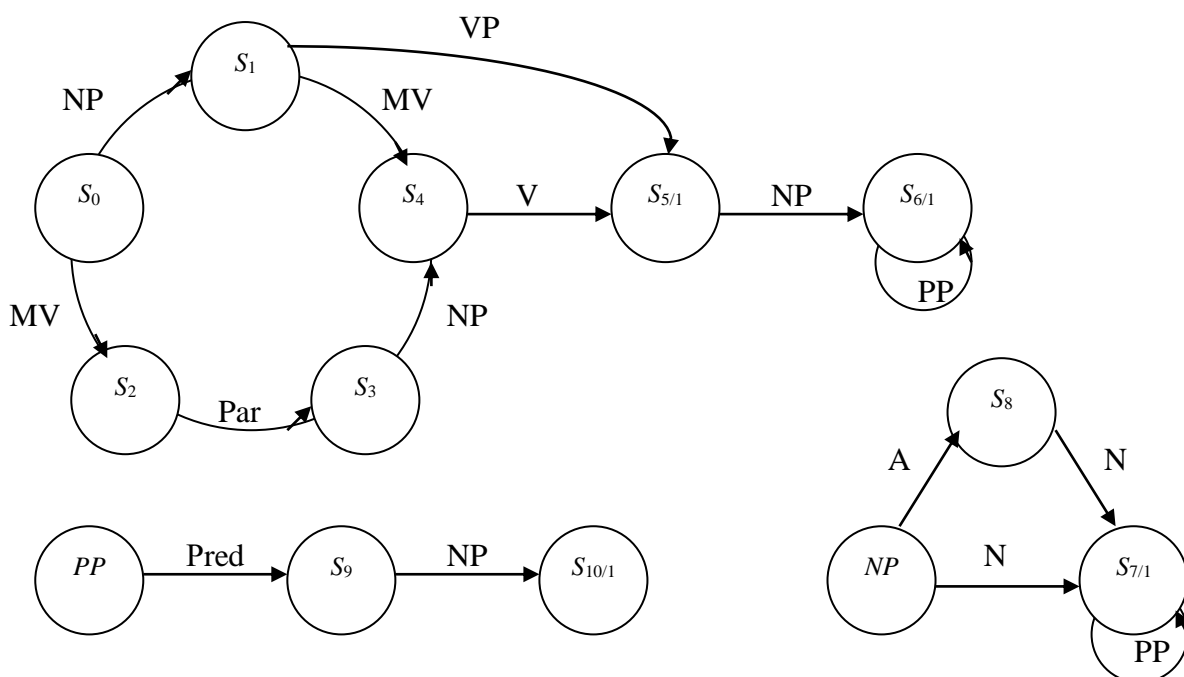 VP
S1
NP
MV
S0
S4
V
S5/1
NP
S6/1
PP
MV
NP
S2
Par
S3
S8
A
N
PP
Pred
S9
NP
S10/1
NP
N
S7/1
PP